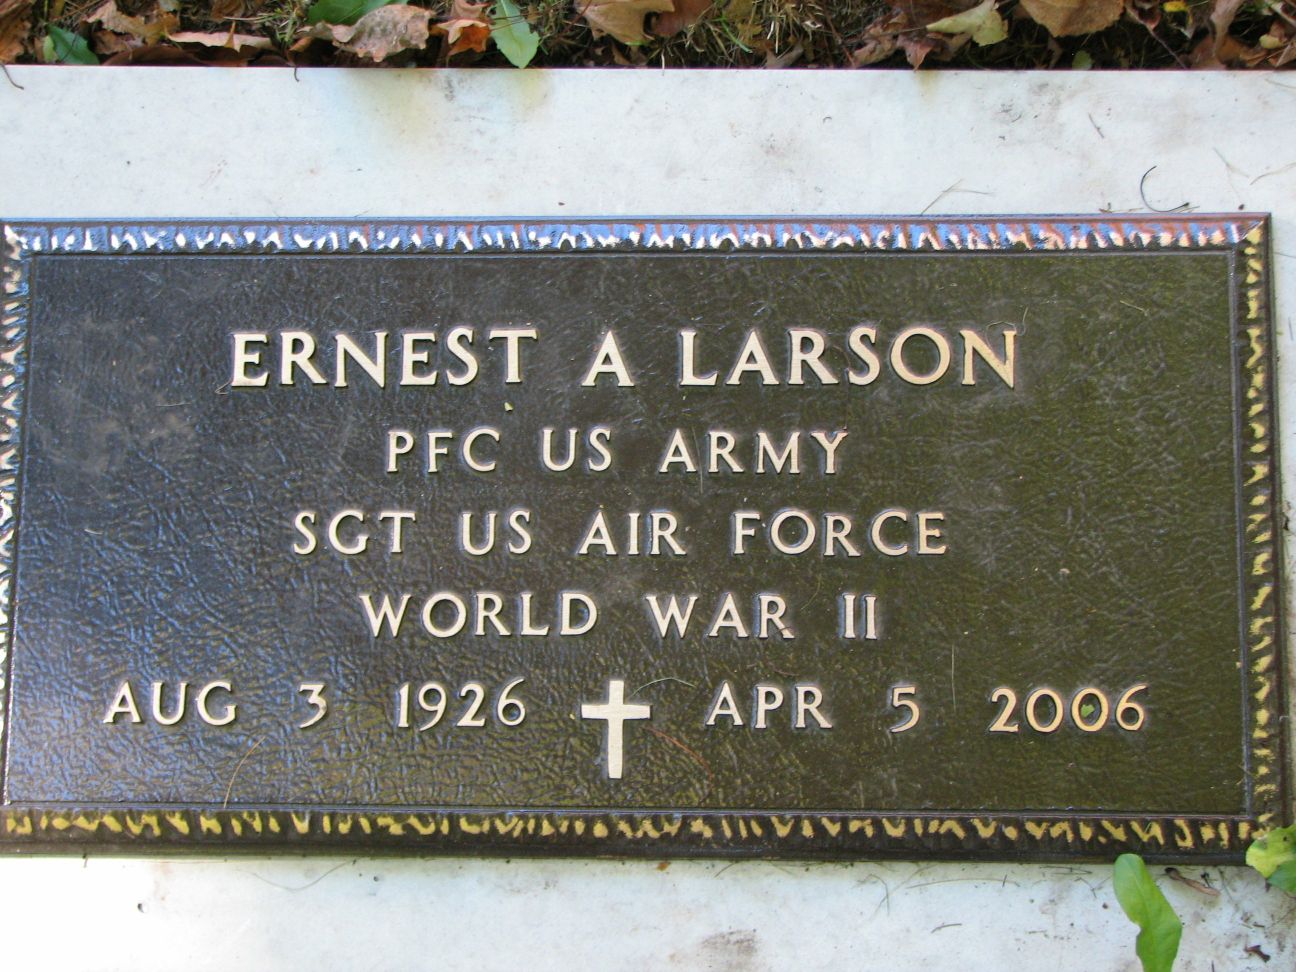 ERNEST A LARSON
PFC US ARMY
SGT US AIR FORCE
WORLD WAR II
AUG 3 1926 APR 5 2006